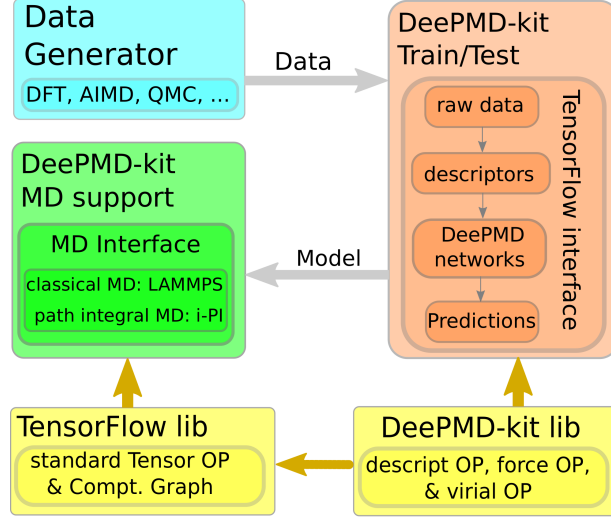 Data
Generator
DFT, AIMD, QMC, ...
Data
DeePMD-kit
Train/Test
raw data
descriptors
DeePMD
networks
Predictions
TensorFlow interface
DeePMD-kit
MD support
MD Interface
classical MD: LAMMPS
path integral MD: i-PI
Model
TensorFlow lib
standard Tensor OP
& Compt. Graph
DeePMD-kit lib
descript OP, force OP,
& virial OP